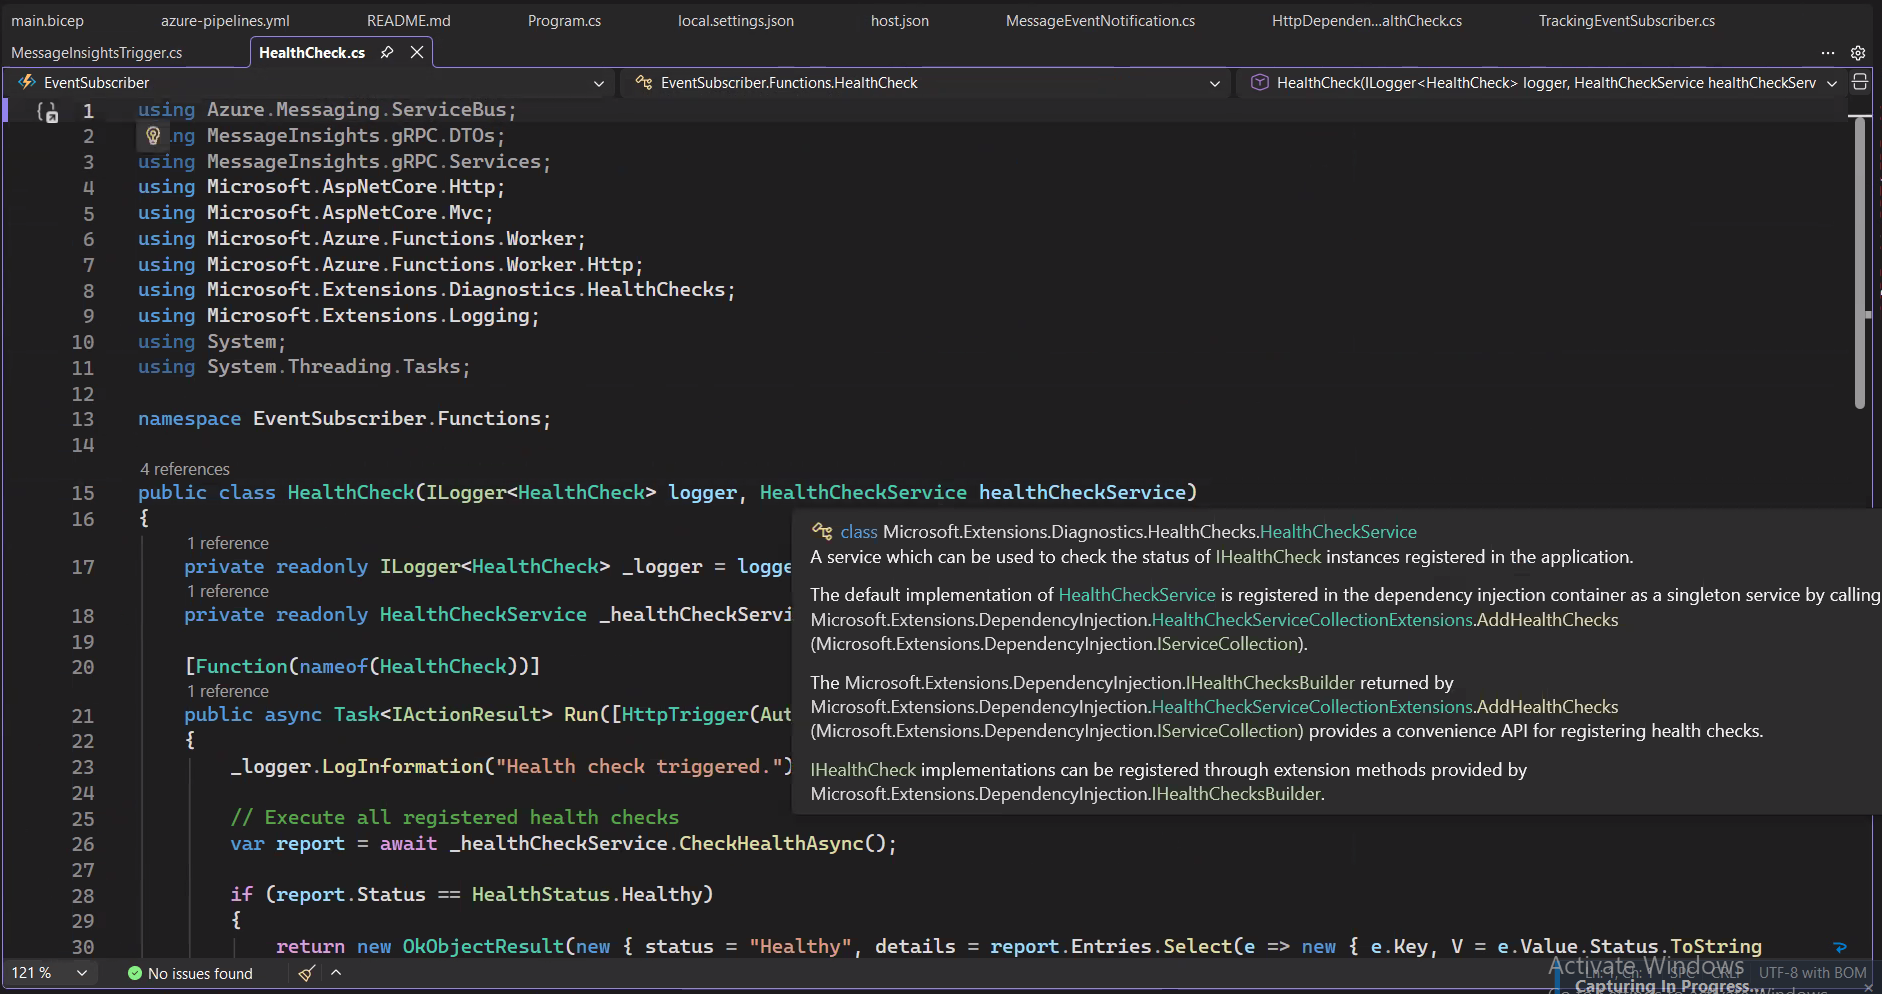 main.bicep azure-pipelines.yml README.md Program.cs local.settings.json host.json MessageEventNotification.cs HttpDependen...althCheck.cs TrackingEventSubscriber.cs
MessageInsightsTrigger.cs HealthCheck.cs
EventSubscriber EventSubscriber.Functions.HealthCheck HealthCheck(ILogger<HealthCheck> logger, HealthCheckService healthCheckServ
1 using Azure.Messaging.ServiceBus;
2 ng MessageInsights.gRPC.DTOs;
3 using MessageInsights.gRPC.Services;
4 using Microsoft.AspNetCore.Http;
5 using Microsoft.AspNetCore.Mvc;
6 using Microsoft.Azure.Functions.Worker;
7 using Microsoft.Azure.Functions.Worker.Http;
8 using Microsoft.Extensions.Diagnostics.HealthChecks;
9 using Microsoft.Extensions.Logging;
10 using System;
11 using System.Threading.Tasks;
12
13 namespace EventSubscriber.Functions;
14
4 references
15 public class HealthCheck(ILogger<HealthCheck> logger, HealthCheckService healthCheckService)
16 {
1 reference
17 private readonly ILogger<HealthCheck> _logger = logge
1 reference
18 private readonly HealthCheckService _healthCheckServi
19
20 [Function(nameof(HealthCheck))]
1 reference
21 public async Task<IActionResult> Run([HttpTrigger(Aut
22 {
23 _logger.LogInformation("Health check triggered.")
24
25 // Execute all registered health checks
26 var report = await _healthCheckService.CheckHealthAsync();
27
28 if (report.Status == HealthStatus.Healthy)
29 {
30 return new OkObjectResult(new { status = "Healthy", details = report.Entries.Select(e => new { e.Key, V = e.Value.Status.ToString
class Microsoft.Extensions.Diagnostics.HealthChecks.HealthCheckService
A service which can be used to check the status of IHealthCheck instances registered in the application.
The default implementation of HealthCheckService is registered in the dependency injection container as a singleton service by calling
Microsoft.Extensions.DependencyInjection.HealthCheckServiceCollectionExtensions.AddHealthChecks
(Microsoft.Extensions.DependencyInjection.IServiceCollection).
The Microsoft.Extensions.DependencyInjection.IHealthChecksBuilder returned by
Microsoft.Extensions.DependencyInjection.HealthCheckServiceCollectionExtensions.AddHealthChecks
(Microsoft.Extensions.DependencyInjection.IServiceCollection) provides a convenience API for registering health checks.
IHealthCheck implementations can be registered through extension methods provided by
Microsoft.Extensions.DependencyInjection.IHealthChecksBuilder.
121 % No issues found
Activate Windows
Ln: 1, Ch: 1 SPC CRLF UTF-8 with BOM
Capturing In Progress...